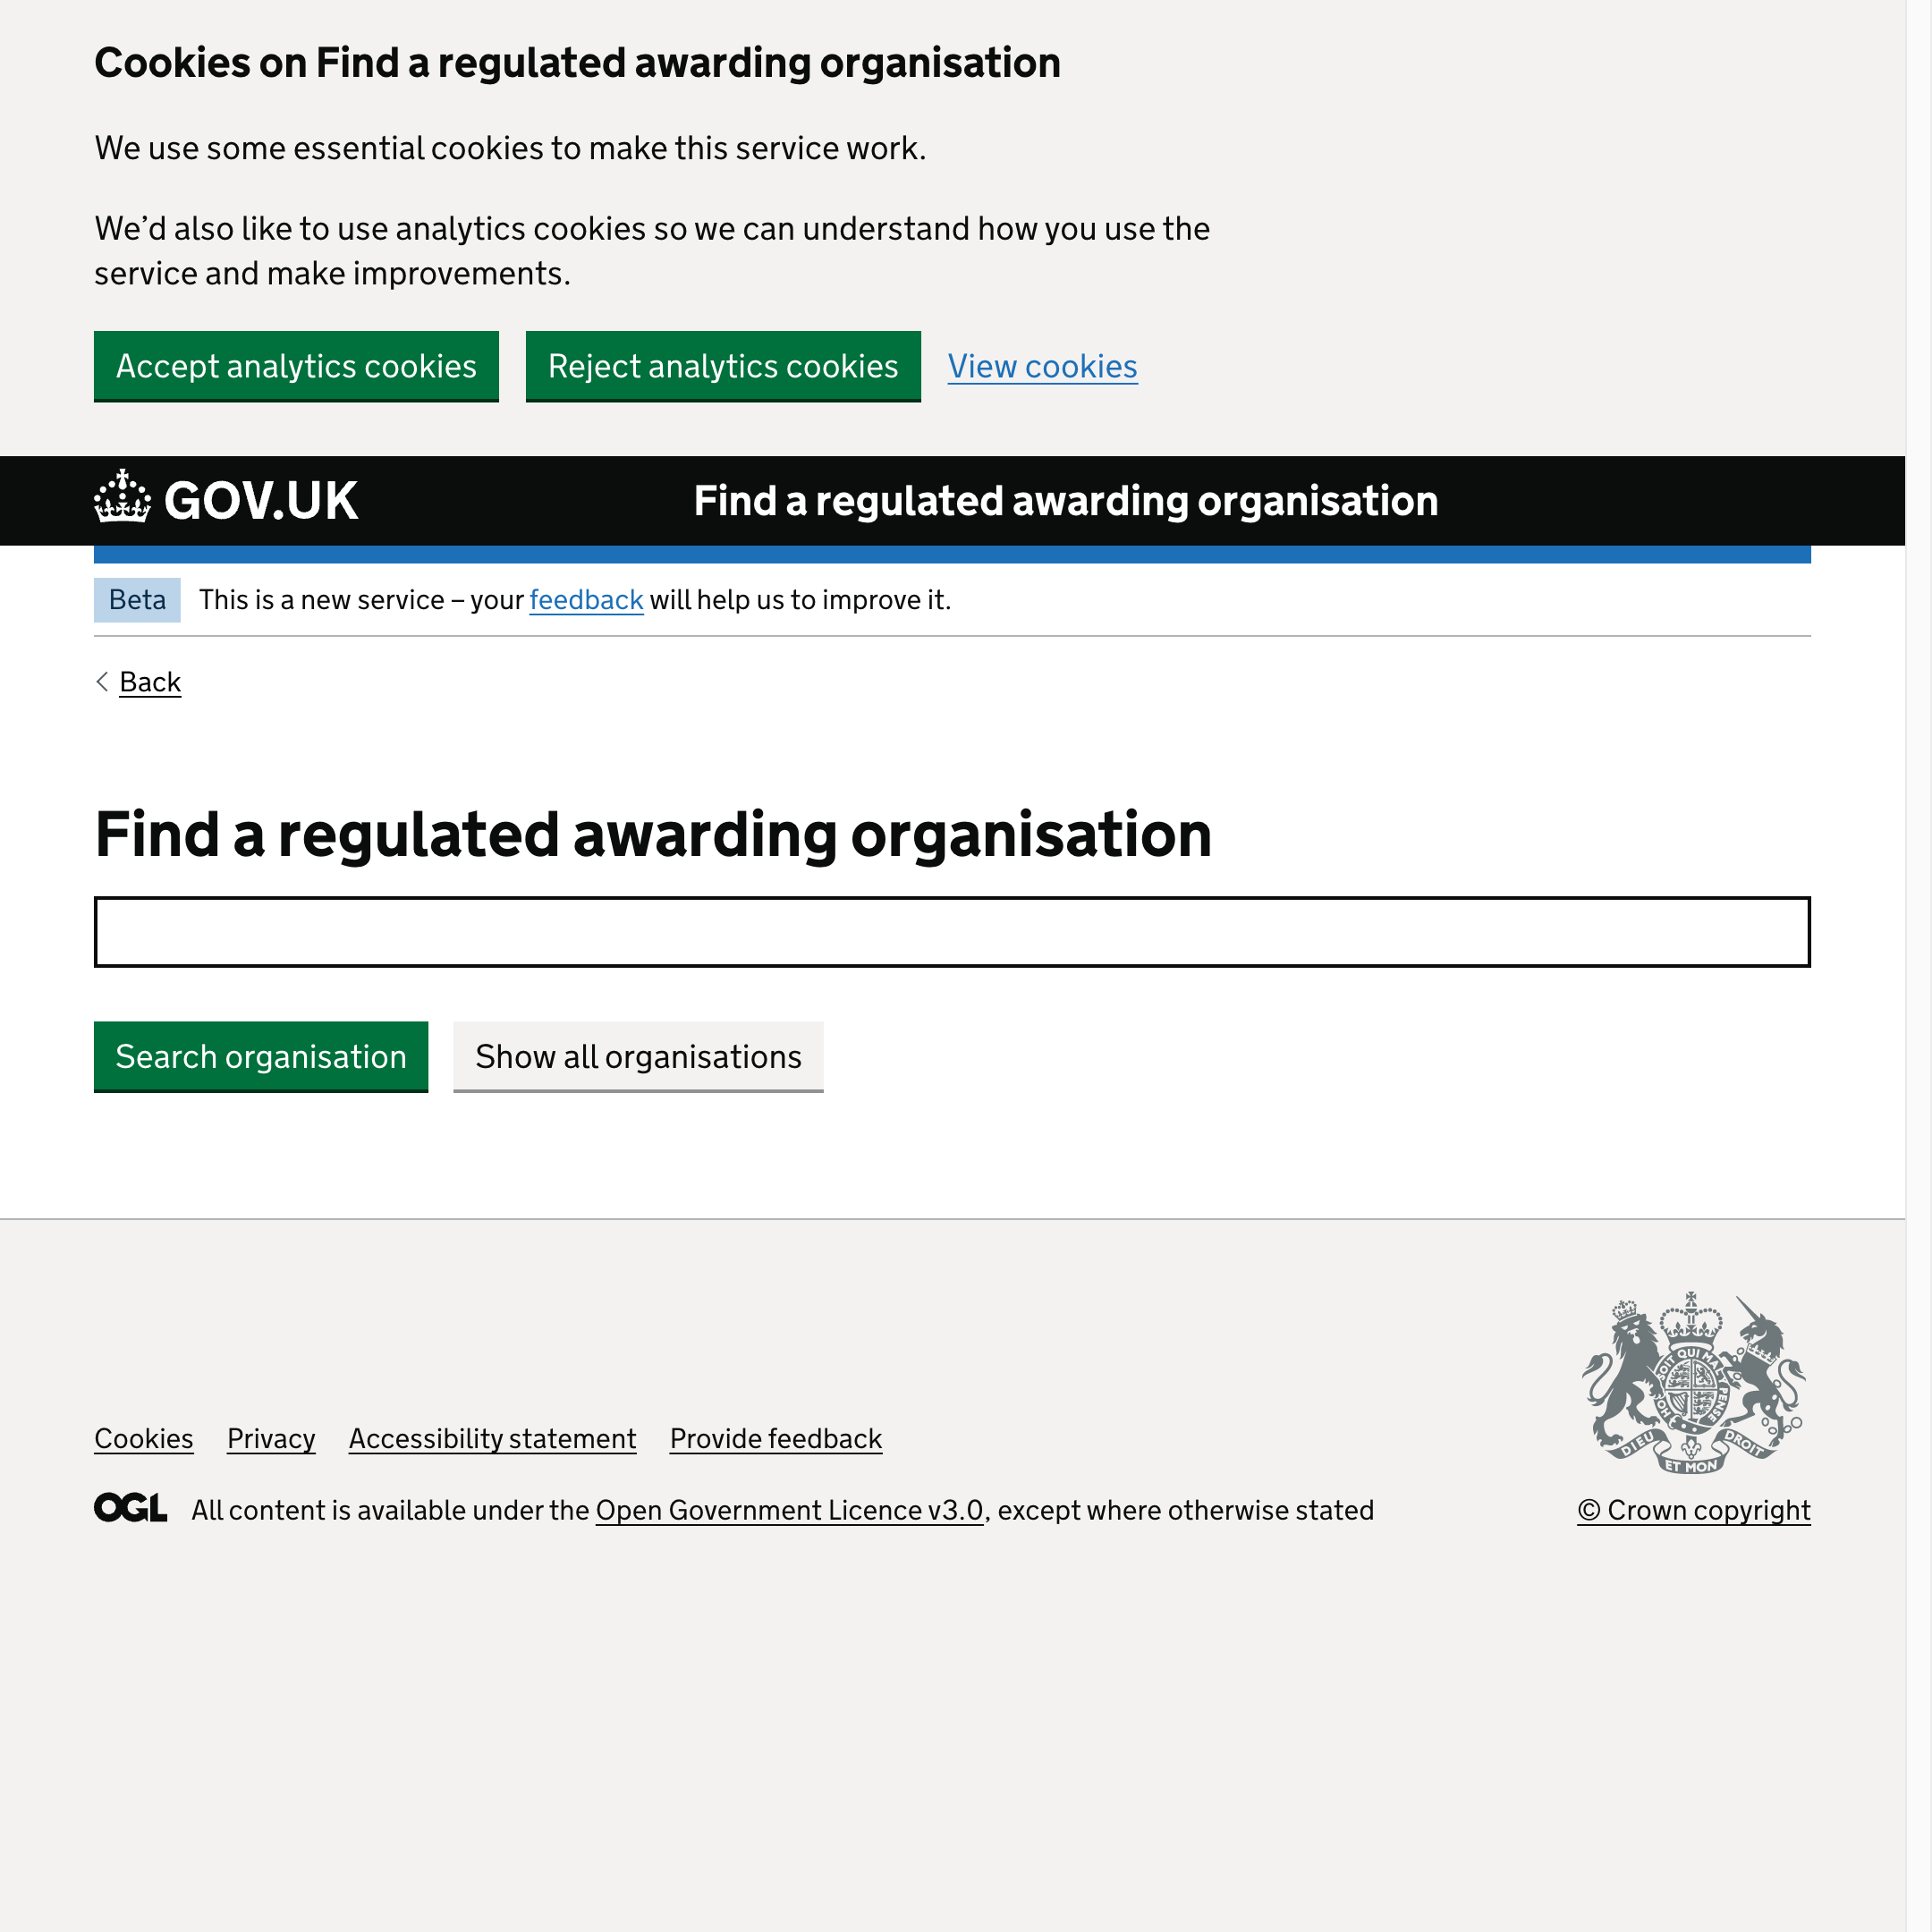 Cookies on Find a regulated awarding organisation
We use some essential cookies to make this service work.
We’d also like to use analytics cookies so we can understand how you use the
service and make improvements.
Accept analytics cookies Reject analytics cookies View cookies
GOV.UK Find a regulated awarding organisation
Beta This is a new service – your feedback will help us to improve it.
Back
Find a regulated awarding organisation
Search organisation Show all organisations
SOIT QUI MAL Y PENSE HON
DIEU ET MON DROIT
Cookies Privacy Accessibility statement Provide feedback
OGL All content is available under the Open Government Licence v3.0, except where otherwise stated
© Crown copyright